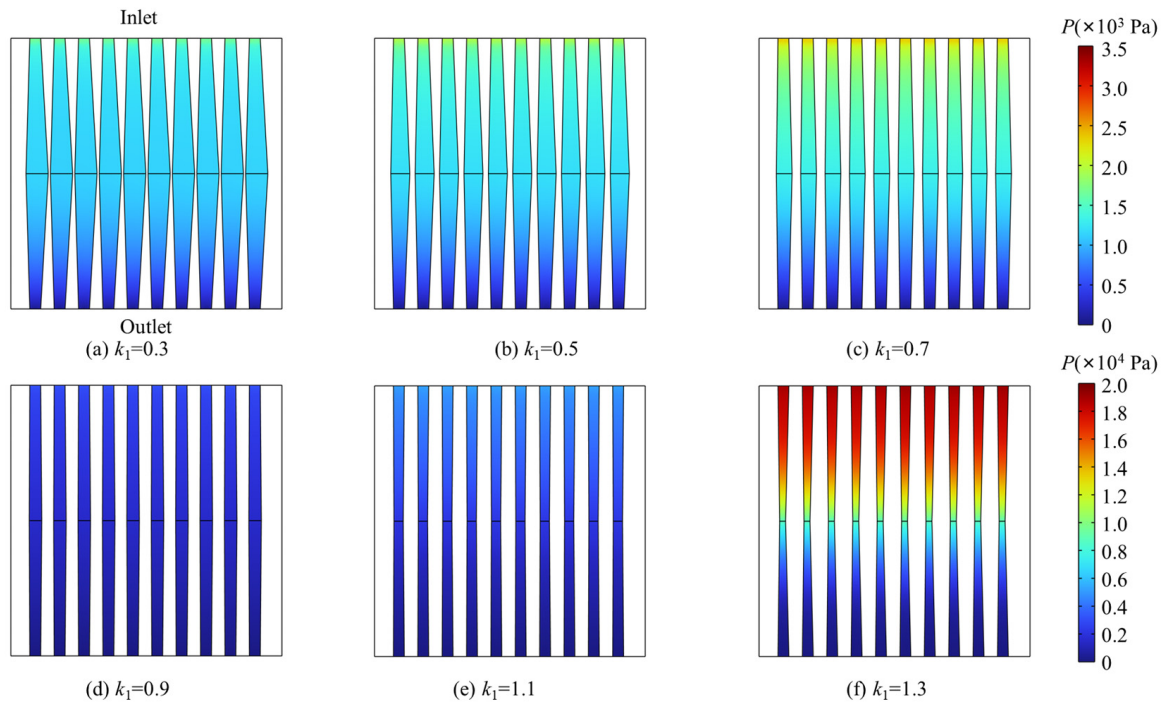 Inlet
P(×10³ Pa)
3.5
3.0
2.5
2.0
1.5
1.0
0.5
0
Outlet
(a) k₁=0.3
(b) k₁=0.5
(c) k₁=0.7
P(×10⁴ Pa)
2.0
1.8
1.6
1.4
1.2
1.0
0.8
0.6
0.4
0.2
0
(d) k₁=0.9
(e) k₁=1.1
(f) k₁=1.3